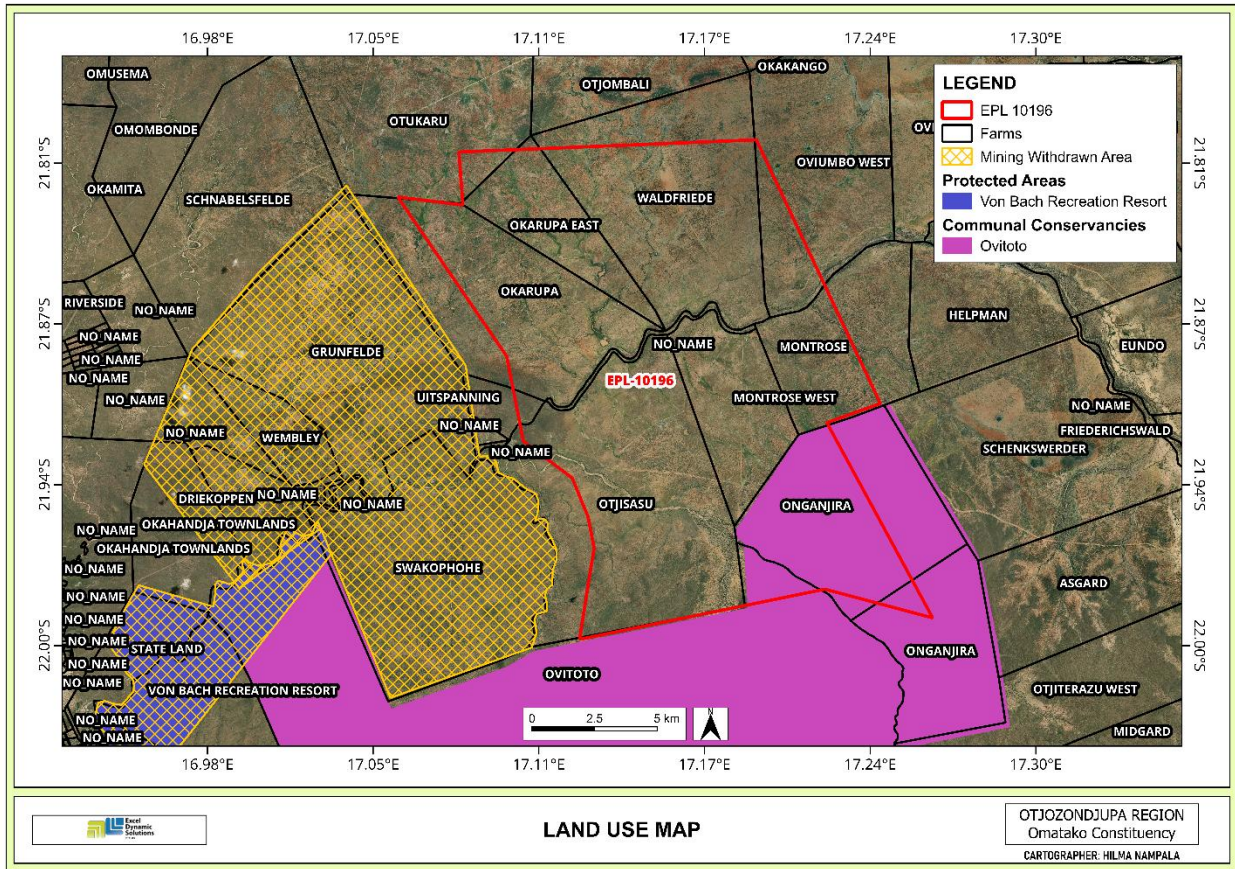 16.98°E
17.05°E
17.11°E
17.17°E
17.24°E
17.30°E
OMUSEMA
OKAKANGO
OTJOMBALI
OMOMBONDE
OTUKARU
LEGEND
EPL 10196
Farms
Mining Withdrawn Area
Protected Areas
Von Bach Recreation Resort
Communal Conservancies
Ovitoto
21.81°S
21.81°S
OVIUMBO WEST
OKAMITA
SCHNABELSFELDE
WALDFRIEDE
OKARUPA EAST
OKARUPA
RIVERSIDE
NO_NAME
HELPMAN
21.87°S
21.87°S
NO_NAME
NO_NAME
NO_NAME
GRUNFELDE
NO_NAME
MONTROSE
EUNDO
EPL-10196
NO_NAME
UITSPANNING
MONTROSE WEST
NO_NAME
NO_NAME
WEMBLEY
NO_NAME
FRIEDERICHSWALD
NO_NAME
SCHENKSWERDER
21.94°S
21.94°S
DRIEKOPPEN
NO_NAME
NO_NAME
OTJISASU
ONGANJIRA
OKAHANDJA TOWNLANDS
NO_NAME
OKAHANDJA TOWNLANDS
NO_NAME
SWAKOPHOHE
ASGARD
NO_NAME
NO_NAME
22.00°S
22.00°S
NO_NAME
STATE LAND
ONGANJIRA
NO_NAME
OVITOTO
NO_NAME
VON BACH RECREATION RESORT
OTJITERAZU WEST
NO_NAME
NO_NAME
MIDGARD
0 2.5 5 km
N
16.98°E
17.05°E
17.11°E
17.17°E
17.24°E
17.30°E
Excel
Dynamic
Solutions
LAND USE MAP
OTJOZONDJUPA REGION
Omatako Constituency
CARTOGRAPHER: HILMA NAMPALA